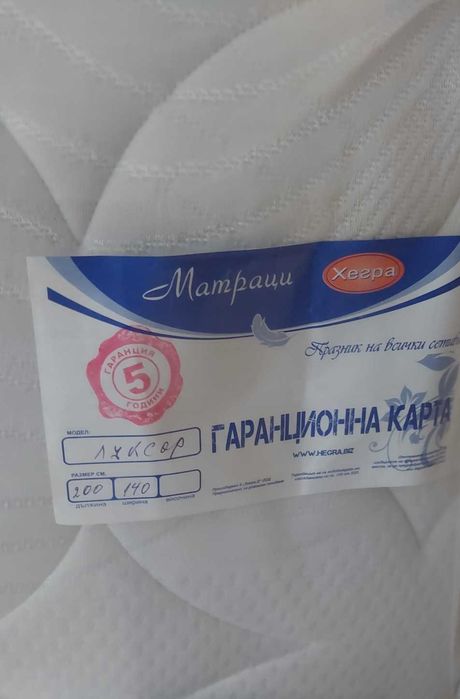 Матраци
Хегра
Празник на всички
ГАРАНЦИЯ
5
ГОДИНИ
ГАРАНЦИОННА КАРТА
WWW.HEGRA.BIZ
МОДЕЛ:
Луксор
РАЗМЕР СМ.
200 140
дължина ширина височина